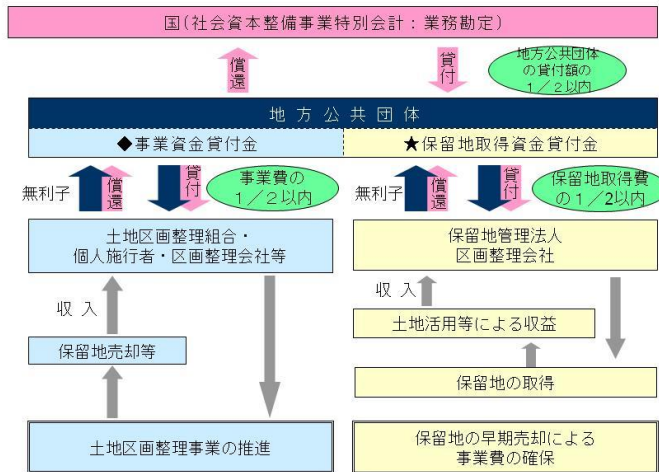 国(社会資本整備事業特別会計：業務勘定)
償還
貸付
地方公共団体
の貸付額の
1／2以内
地方公共団体
◆事業資金貸付金
★保留地取得資金貸付金
無利子
償還
貸付
事業費の
1／2以内
無利子
償還
貸付
保留地取得費
の1／2以内
土地区画整理組合・
個人施行者・区画整理会社等
保留地管理法人
区画整理会社
収入
収入
土地活用等による収益
保留地売却等
保留地の取得
土地区画整理事業の推進
保留地の早期売却による
事業費の確保